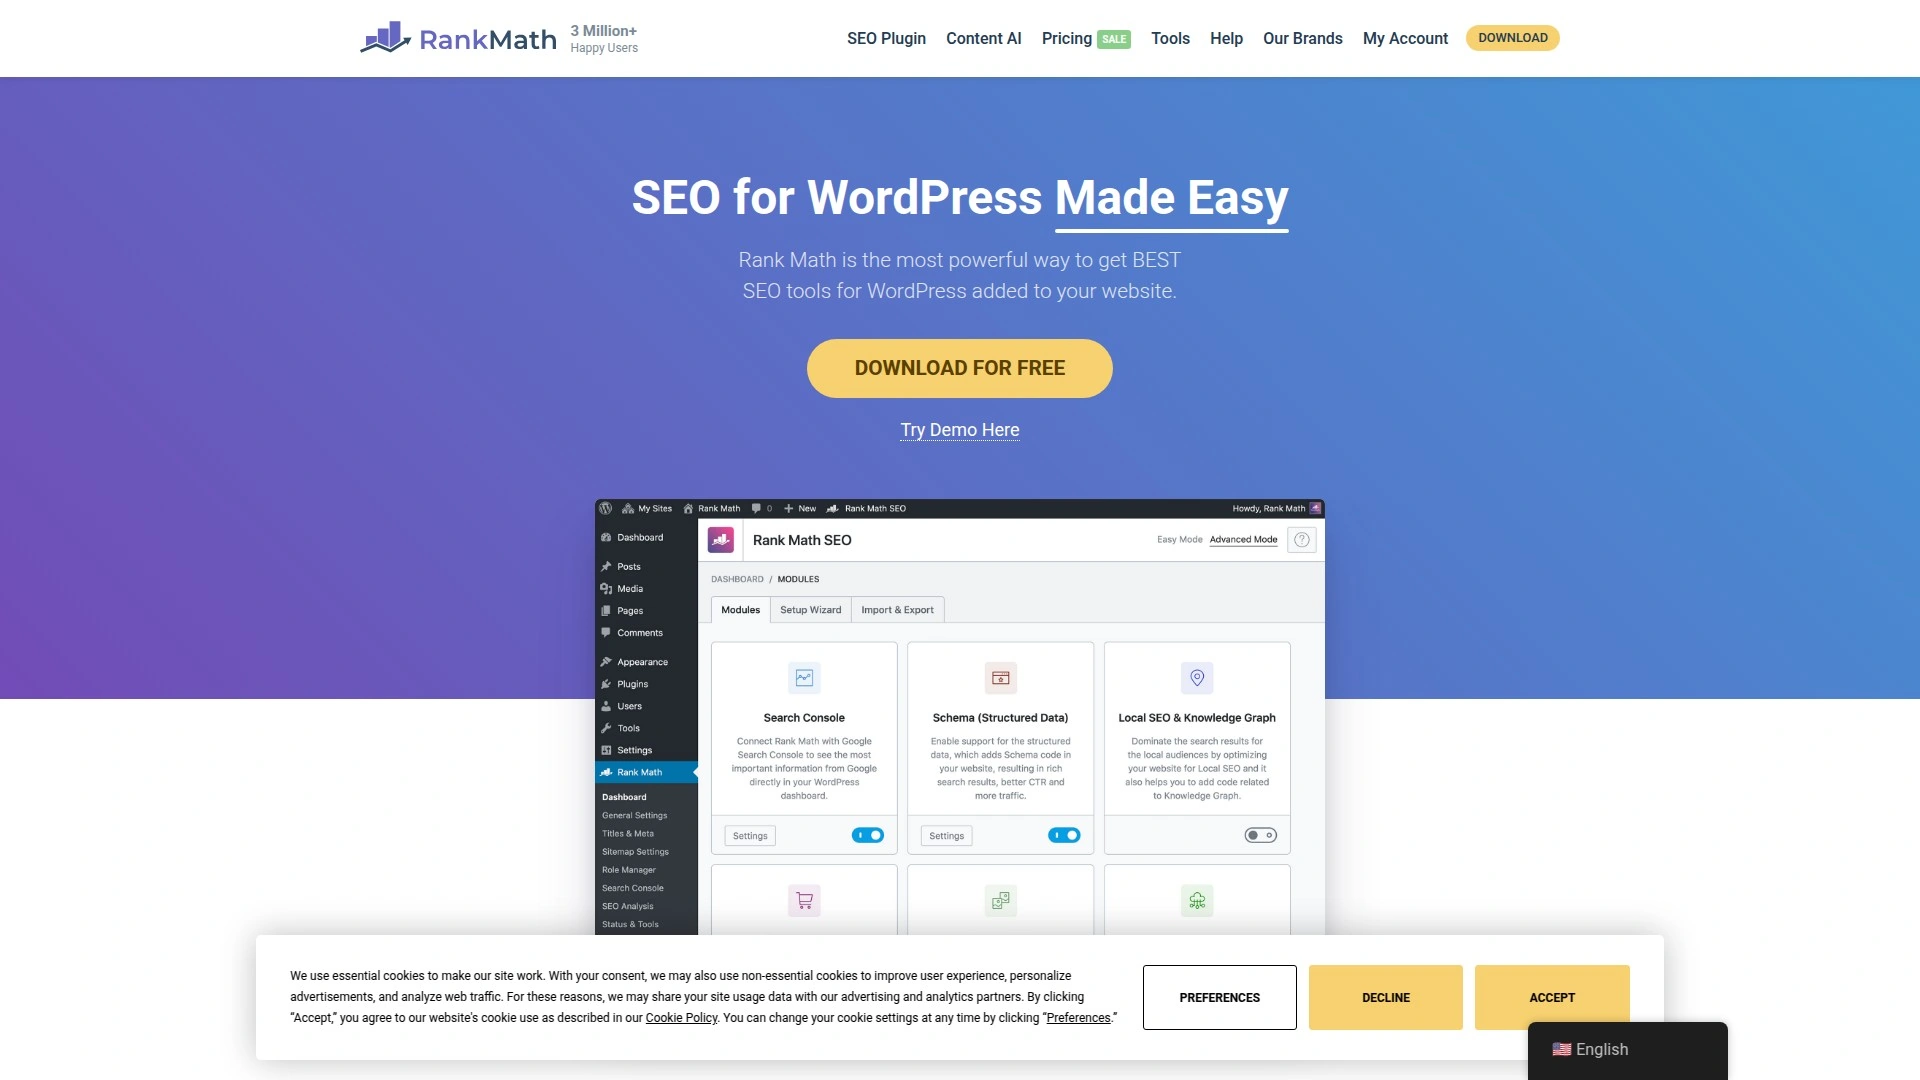 RankMath
3 Million+
Happy Users
SEO Plugin
Content AI
Pricing
SALE
Tools
Help
Our Brands
My Account
DOWNLOAD
SEO for WordPress Made Easy
Rank Math is the most powerful way to get BEST
SEO tools for WordPress added to your website.
DOWNLOAD FOR FREE
Try Demo Here
My Sites
Rank Math
0
New
Rank Math SEO
Howdy, Rank Math
Dashboard
Posts
Media
Pages
Comments
Appearance
Plugins
Users
Tools
Settings
Rank Math
Dashboard
General Settings
Titles & Meta
Sitemap Settings
Role Manager
Search Console
SEO Analysis
Status & Tools
Rank Math SEO
Easy Mode
Advanced Mode
?
DASHBOARD / MODULES
Modules
Setup Wizard
Import & Export
Search Console
Connect Rank Math with Google
Search Console to see the most
important information from Google
directly in your WordPress
dashboard.
Settings
Schema (Structured Data)
Enable support for the structured
data, which adds Schema code in
your website, resulting in rich
search results, better CTR and
more traffic.
Settings
Local SEO & Knowledge Graph
Dominate the search results for
the local audiences by optimizing
your website for Local SEO and it
also helps you to add code related
to Knowledge Graph.
We use essential cookies to make our site work. With your consent, we may also use non-essential cookies to improve user experience, personalize
advertisements, and analyze web traffic. For these reasons, we may share your site usage data with our advertising and analytics partners. By clicking
“Accept,” you agree to our website's cookie use as described in our Cookie Policy. You can change your cookie settings at any time by clicking “Preferences.”
PREFERENCES
DECLINE
ACCEPT
English